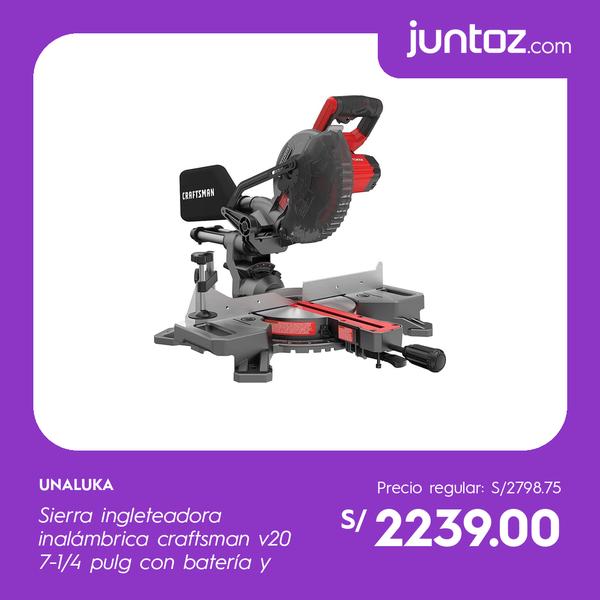 juntoz.com
CRAFTSMAN
UNALUKA
Sierra ingleteadora
inalámbrica craftsman v20
7-1/4 pulg con batería y
Precio regular: S/2798.75
S/ 2239.00